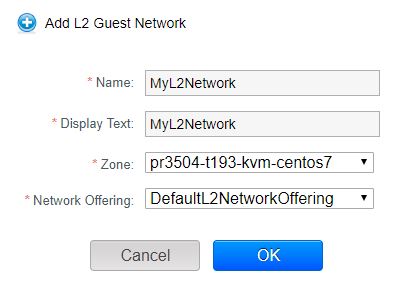 Add L2 Guest Network
* Name: MyL2Network
* Display Text: MyL2Network
* Zone: pr3504-t193-kvm-centos7
* Network Offering: DefaultL2NetworkOffering
Cancel OK